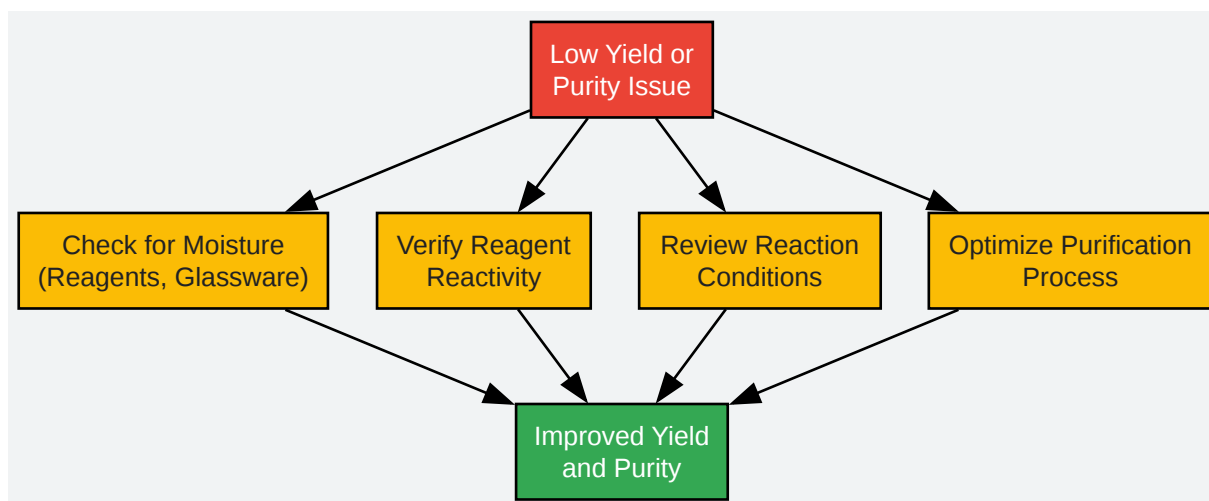 Low Yield or
Purity Issue
Check for Moisture
(Reagents, Glassware)
Verify Reagent
Reactivity
Review Reaction
Conditions
Optimize Purification
Process
Improved Yield
and Purity